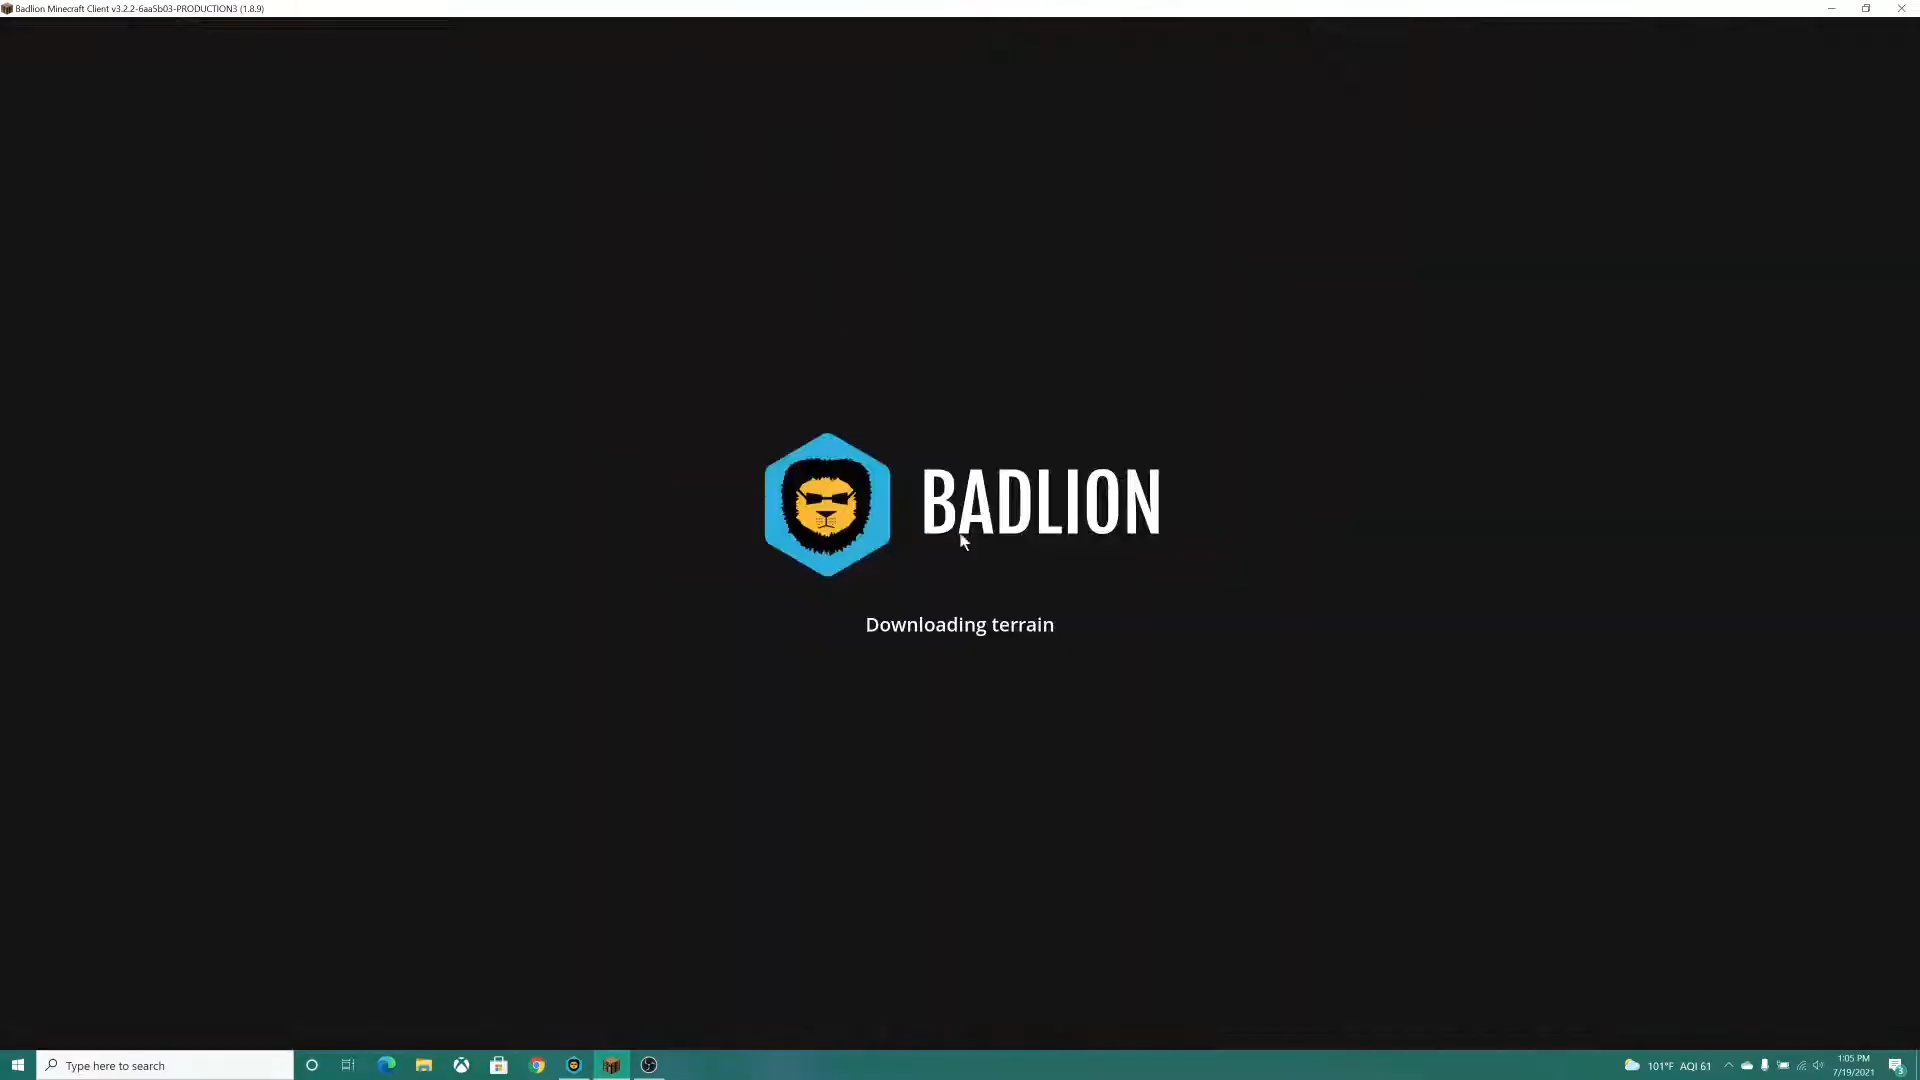 Badlion Minecraft Client v3.2.2-6aa5b03-PRODUCTION3 (1.8.9)
BADLION
Downloading terrain
Type here to search
101°F AQI 61
1:05 PM
7/19/2021
3